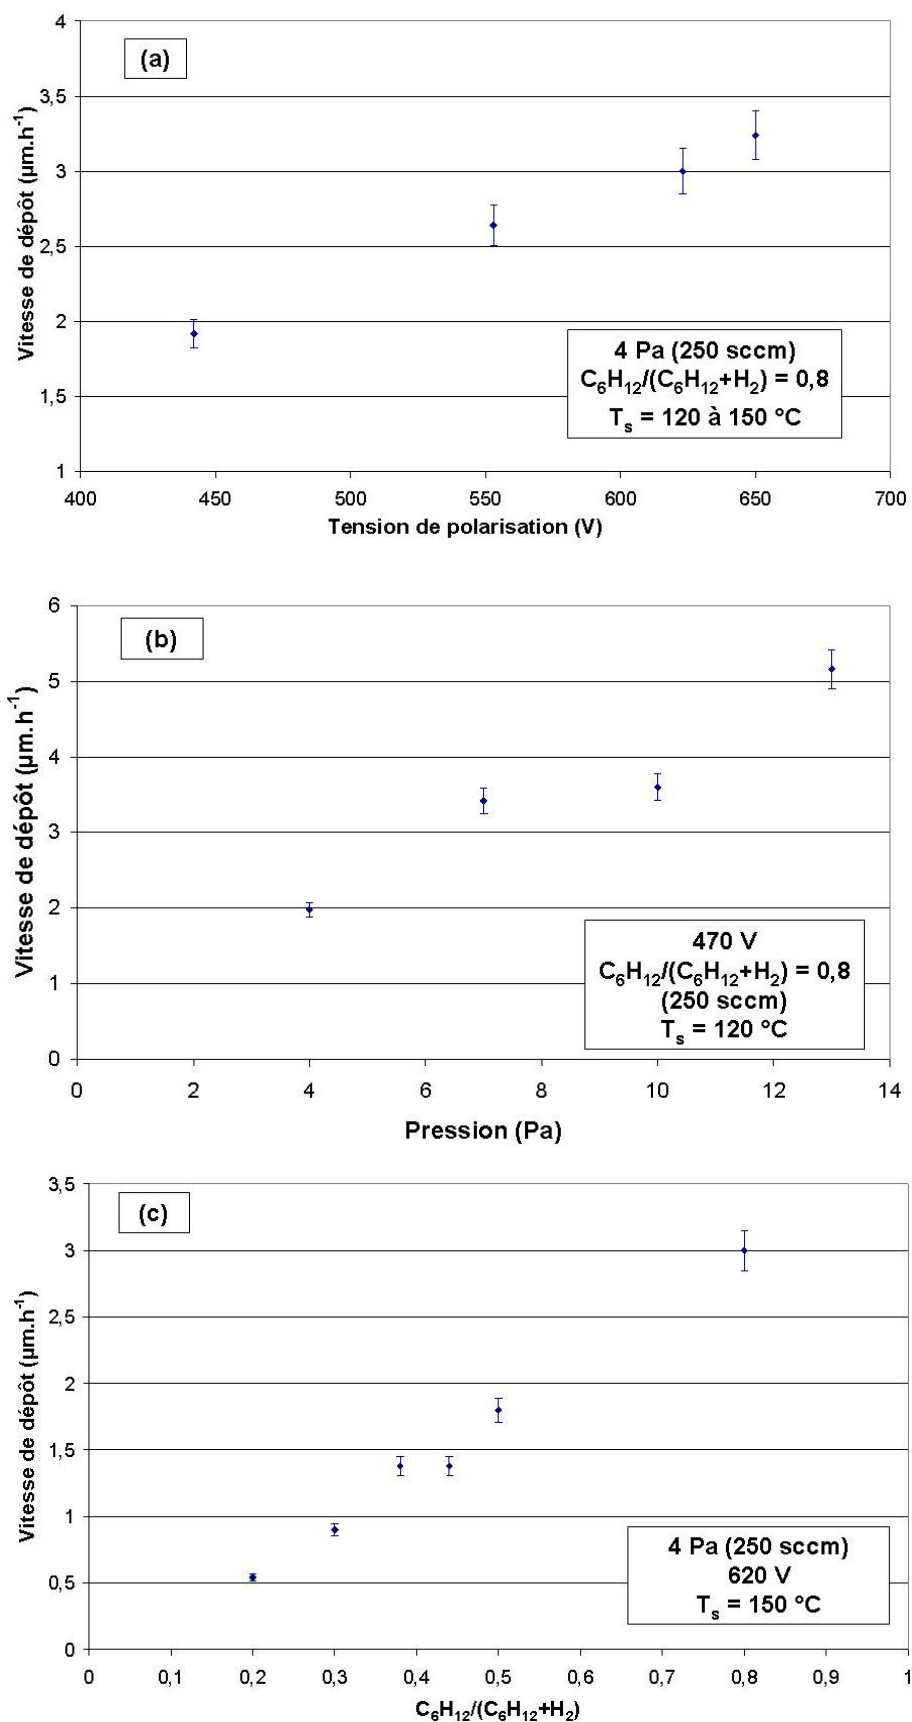 (a)
Vitesse de dépôt (µm.h⁻¹)
4
3,5
3
2,5
2
1,5
1
4 Pa (250 sccm)
C₆H₁₂/(C₆H₁₂+H₂) = 0,8
Tₛ = 120 à 150 °C
400 450 500 550 600 650 700
Tension de polarisation (V)
(b)
Vitesse de dépôt (µm.h⁻¹)
6
5
4
3
2
1
0
470 V
C₆H₁₂/(C₆H₁₂+H₂) = 0,8
(250 sccm)
Tₛ = 120 °C
0 2 4 6 8 10 12 14
Pression (Pa)
(c)
Vitesse de dépôt (µm.h⁻¹)
3,5
3
2,5
2
1,5
1
0,5
0
4 Pa (250 sccm)
620 V
Tₛ = 150 °C
0 0,1 0,2 0,3 0,4 0,5 0,6 0,7 0,8 0,9 1
C₆H₁₂/(C₆H₁₂+H₂)